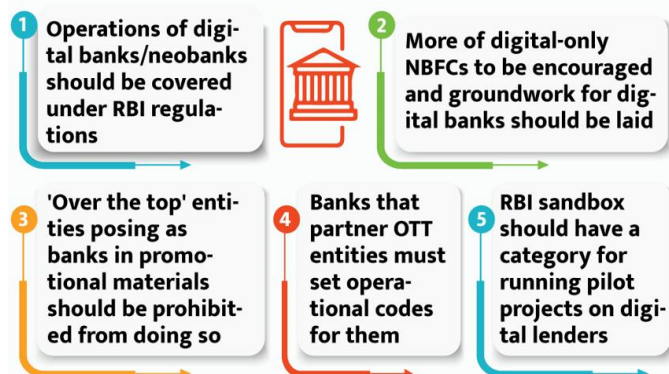 1
Operations of digi-
tal banks/neobanks
should be covered
under RBI regula-
tions
2
More of digital-only
NBFCs to be encouraged
and groundwork for dig-
ital banks should be laid
3
'Over the top' enti-
ties posing as
banks in promo-
tional materials
should be prohibit-
ed from doing so
4
Banks that
partner OTT
entities must
set operat-
ional codes
for them
5
RBI sandbox
should have a
category for
running pilot
projects on digi-
tal lenders